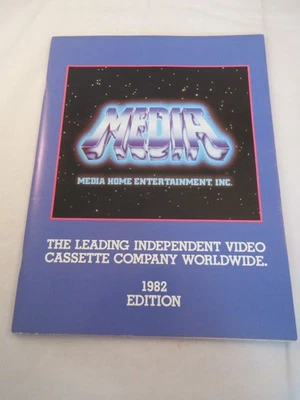 MEDIA
MEDIA HOME ENTERTAINMENT, INC.
THE LEADING INDEPENDENT VIDEO
CASSETTE COMPANY WORLDWIDE.
1982
EDITION